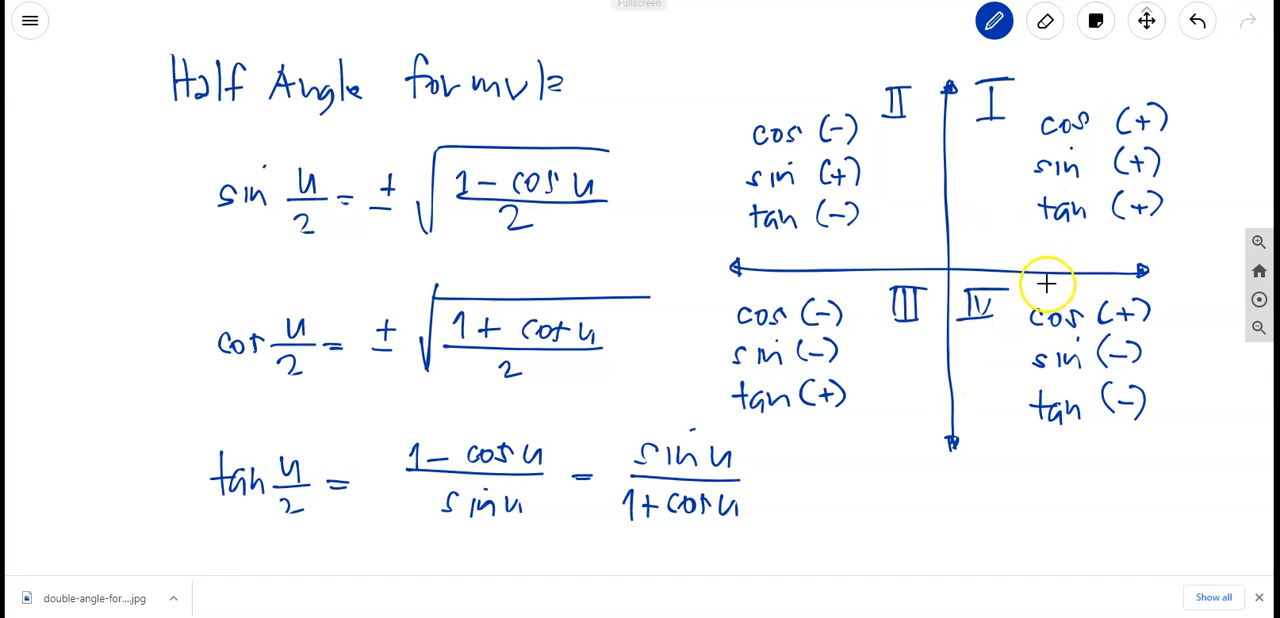 Fullscreen
Half Angle formula
sin u/2 = ± √((1 - cos u)/2)
cos u/2 = ± √((1 + cos u)/2)
tan u/2 = (1 - cos u)/(sin u) = (sin u)/(1 + cos u)
II
cos (-)
sin (+)
tan (-)
I
cos (+)
sin (+)
tan (+)
III
cos (-)
sin (-)
tan (+)
IV
cos (+)
sin (-)
tan (-)
double-angle-for....jpg
Show all